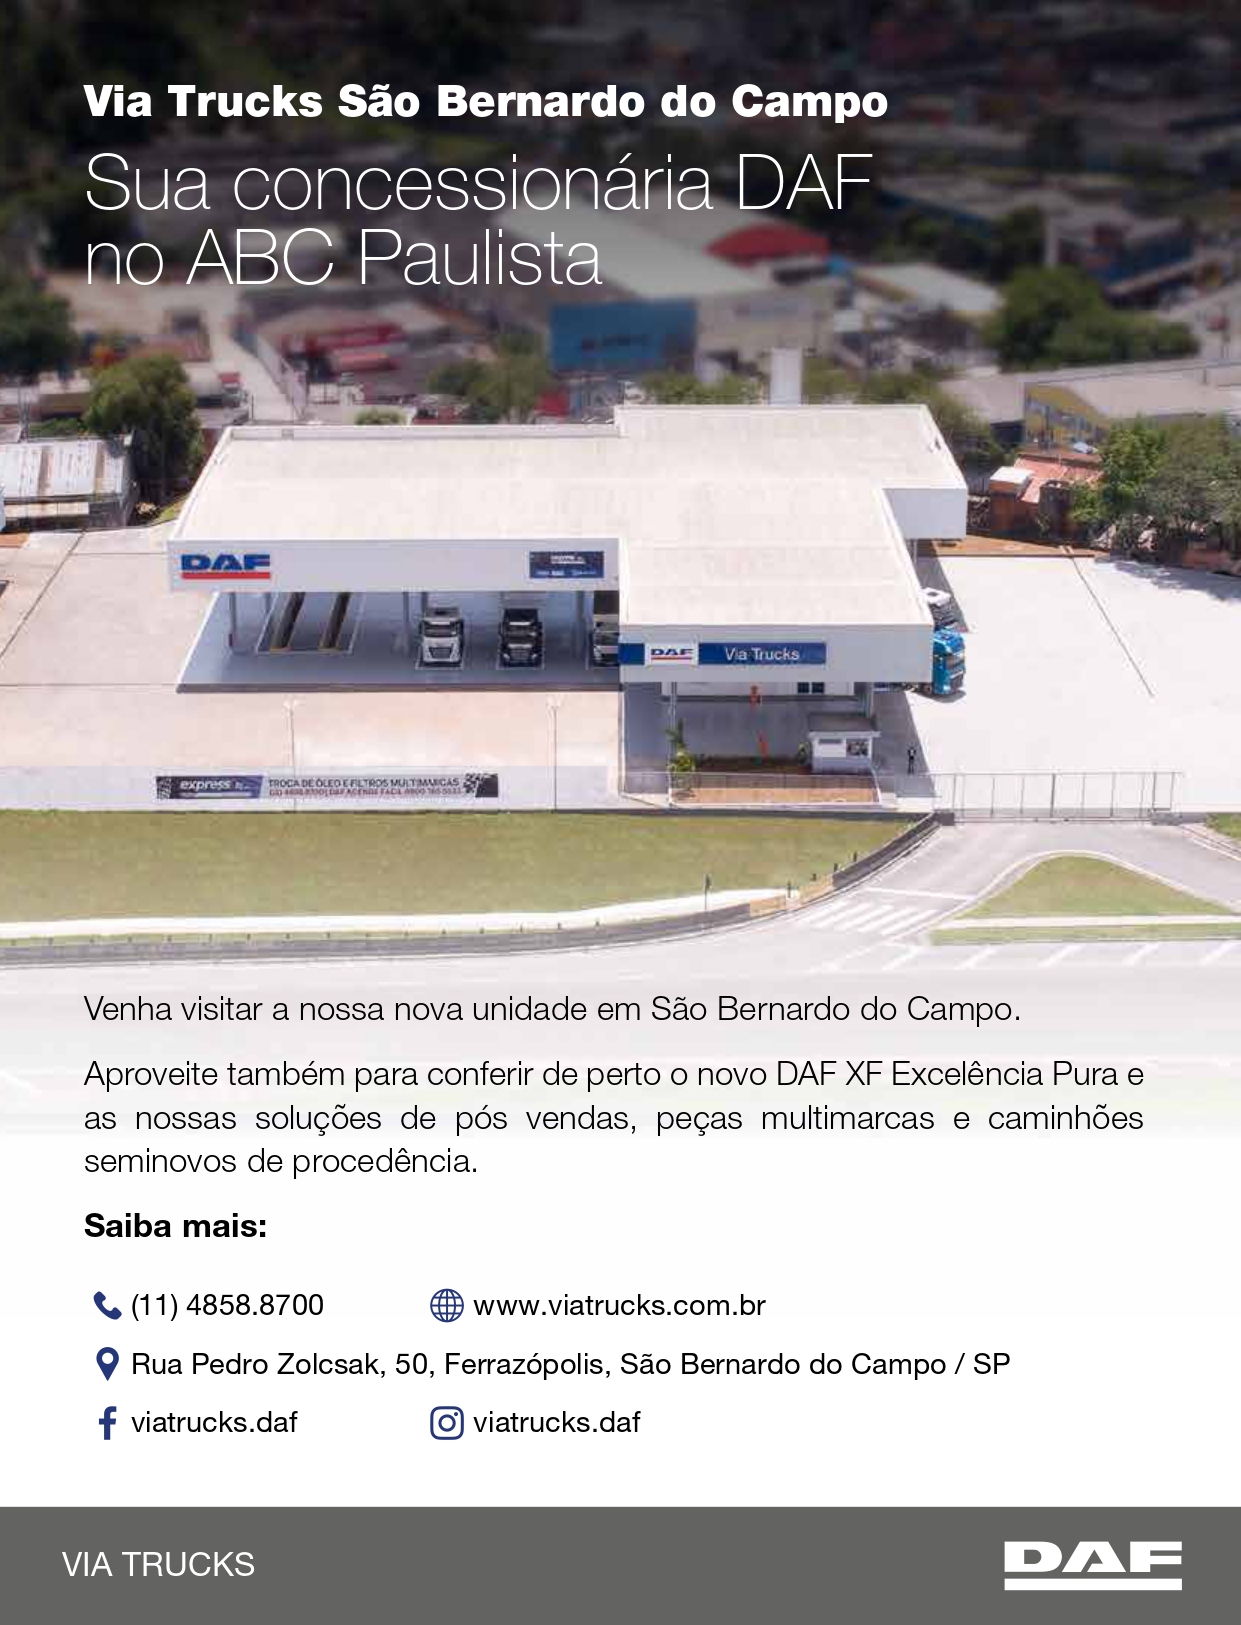 Via Trucks São Bernardo do Campo
Sua concessionária DAF
no ABC Paulista
DAF
DAF Via Trucks
express
TROCA DE ÓLEO E FILTROS MULTIMARCAS
Venha visitar a nossa nova unidade em São Bernardo do Campo.
Aproveite também para conferir de perto o novo DAF XF Excelência Pura e
as nossas soluções de pós vendas, peças multimarcas e caminhões
seminovos de procedência.
Saiba mais:
(11) 4858.8700 www.viatrucks.com.br
Rua Pedro Zolcsak, 50, Ferrazópolis, São Bernardo do Campo / SP
viatrucks.daf viatrucks.daf
VIA TRUCKS DAF